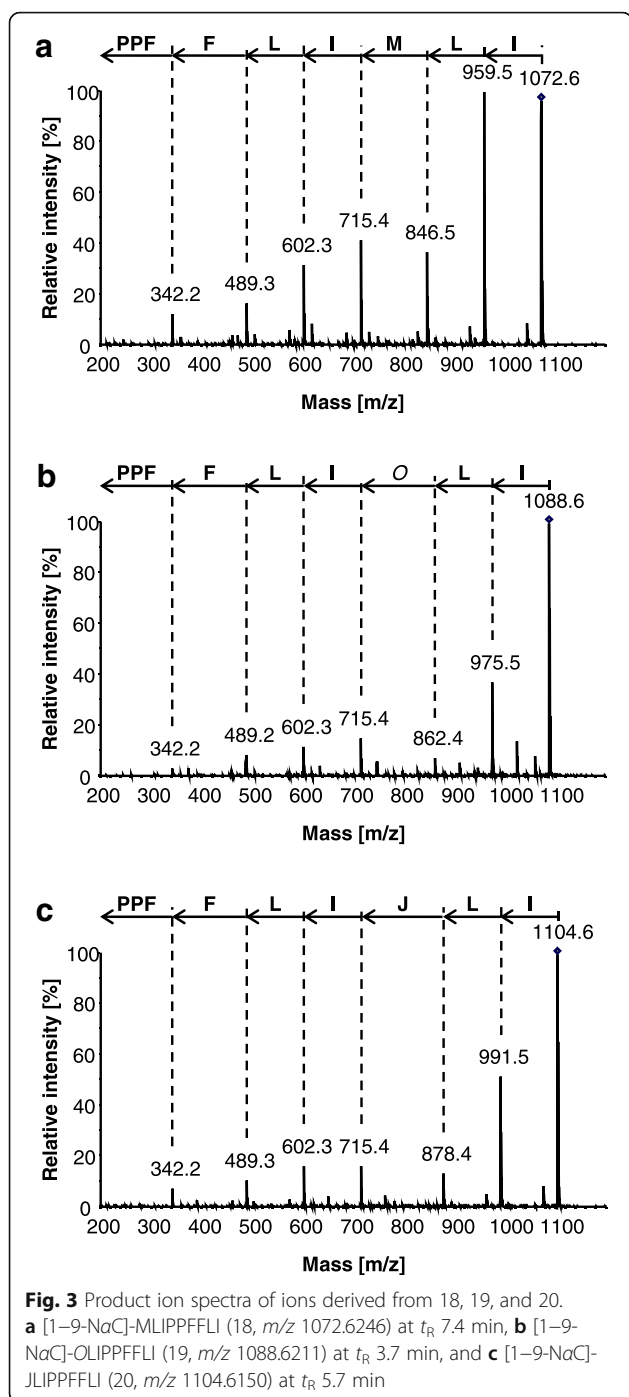 a
PPF F L I M L I
959.5 1072.6
100
80
60
40
20
0
Relative intensity [%]
342.2 489.3 602.3 715.4 846.5
200 300 400 500 600 700 800 900 1000 1100
Mass [m/z]
b
PPF F L I O L I
1088.6
100
80
60
40
20
0
Relative intensity [%]
342.2 489.2 602.3 715.4 862.4 975.5
200 300 400 500 600 700 800 900 1000 1100
Mass [m/z]
c
PPF F L I J L I
1104.6
100
80
60
40
20
0
Relative intensity [%]
342.2 489.3 602.3 715.4 878.4 991.5
200 300 400 500 600 700 800 900 1000 1100
Mass [m/z]
Fig. 3 Product ion spectra of ions derived from 18, 19, and 20.
a [1–9-NαC]-MLIPPFFLI (18, m/z 1072.6246) at tR 7.4 min, b [1–9-
NαC]-OLIPPFFLI (19, m/z 1088.6211) at tR 3.7 min, and c [1–9-NαC]-
JLIPPFFLI (20, m/z 1104.6150) at tR 5.7 min